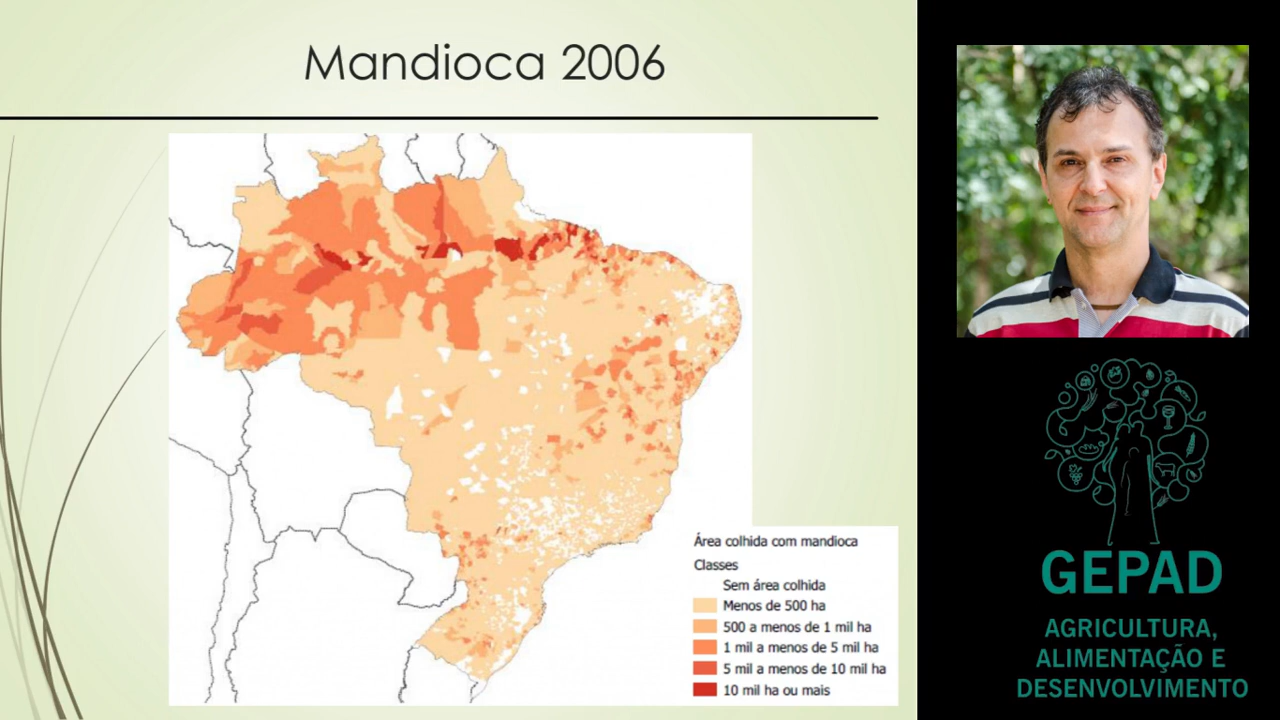 Mandioca 2006
Área colhida com mandioca
Classes
Sem área colhida
Menos de 500 ha
500 a menos de 1 mil ha
1 mil a menos de 5 mil ha
5 mil a menos de 10 mil ha
10 mil ha ou mais
GEPAD
AGRICULTURA,
ALIMENTAÇÃO E
DESENVOLVIMENTO